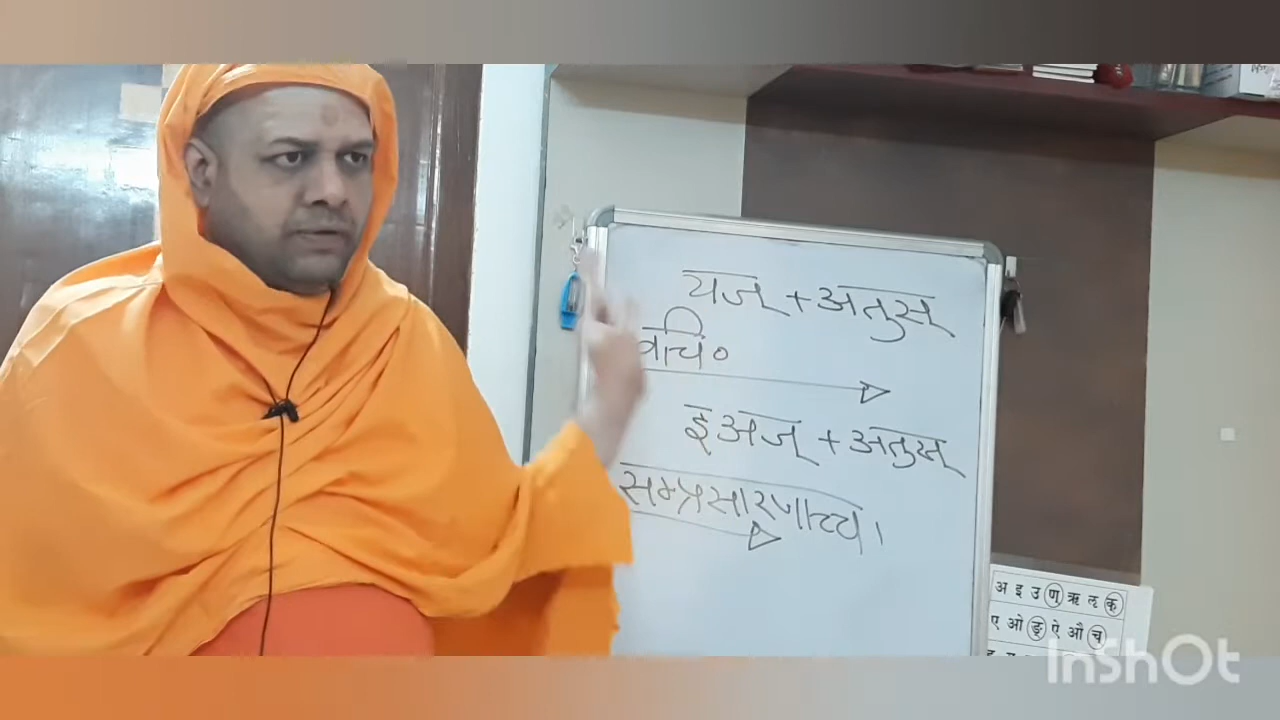 यज् + अतुस्
वचि०
इ अज् + अतुस्
सम्प्रसारणाच्च ।
अ इ उ ण् ऋ ऌ क्
ए ओ ङ् ऐ औ च्
InShOt